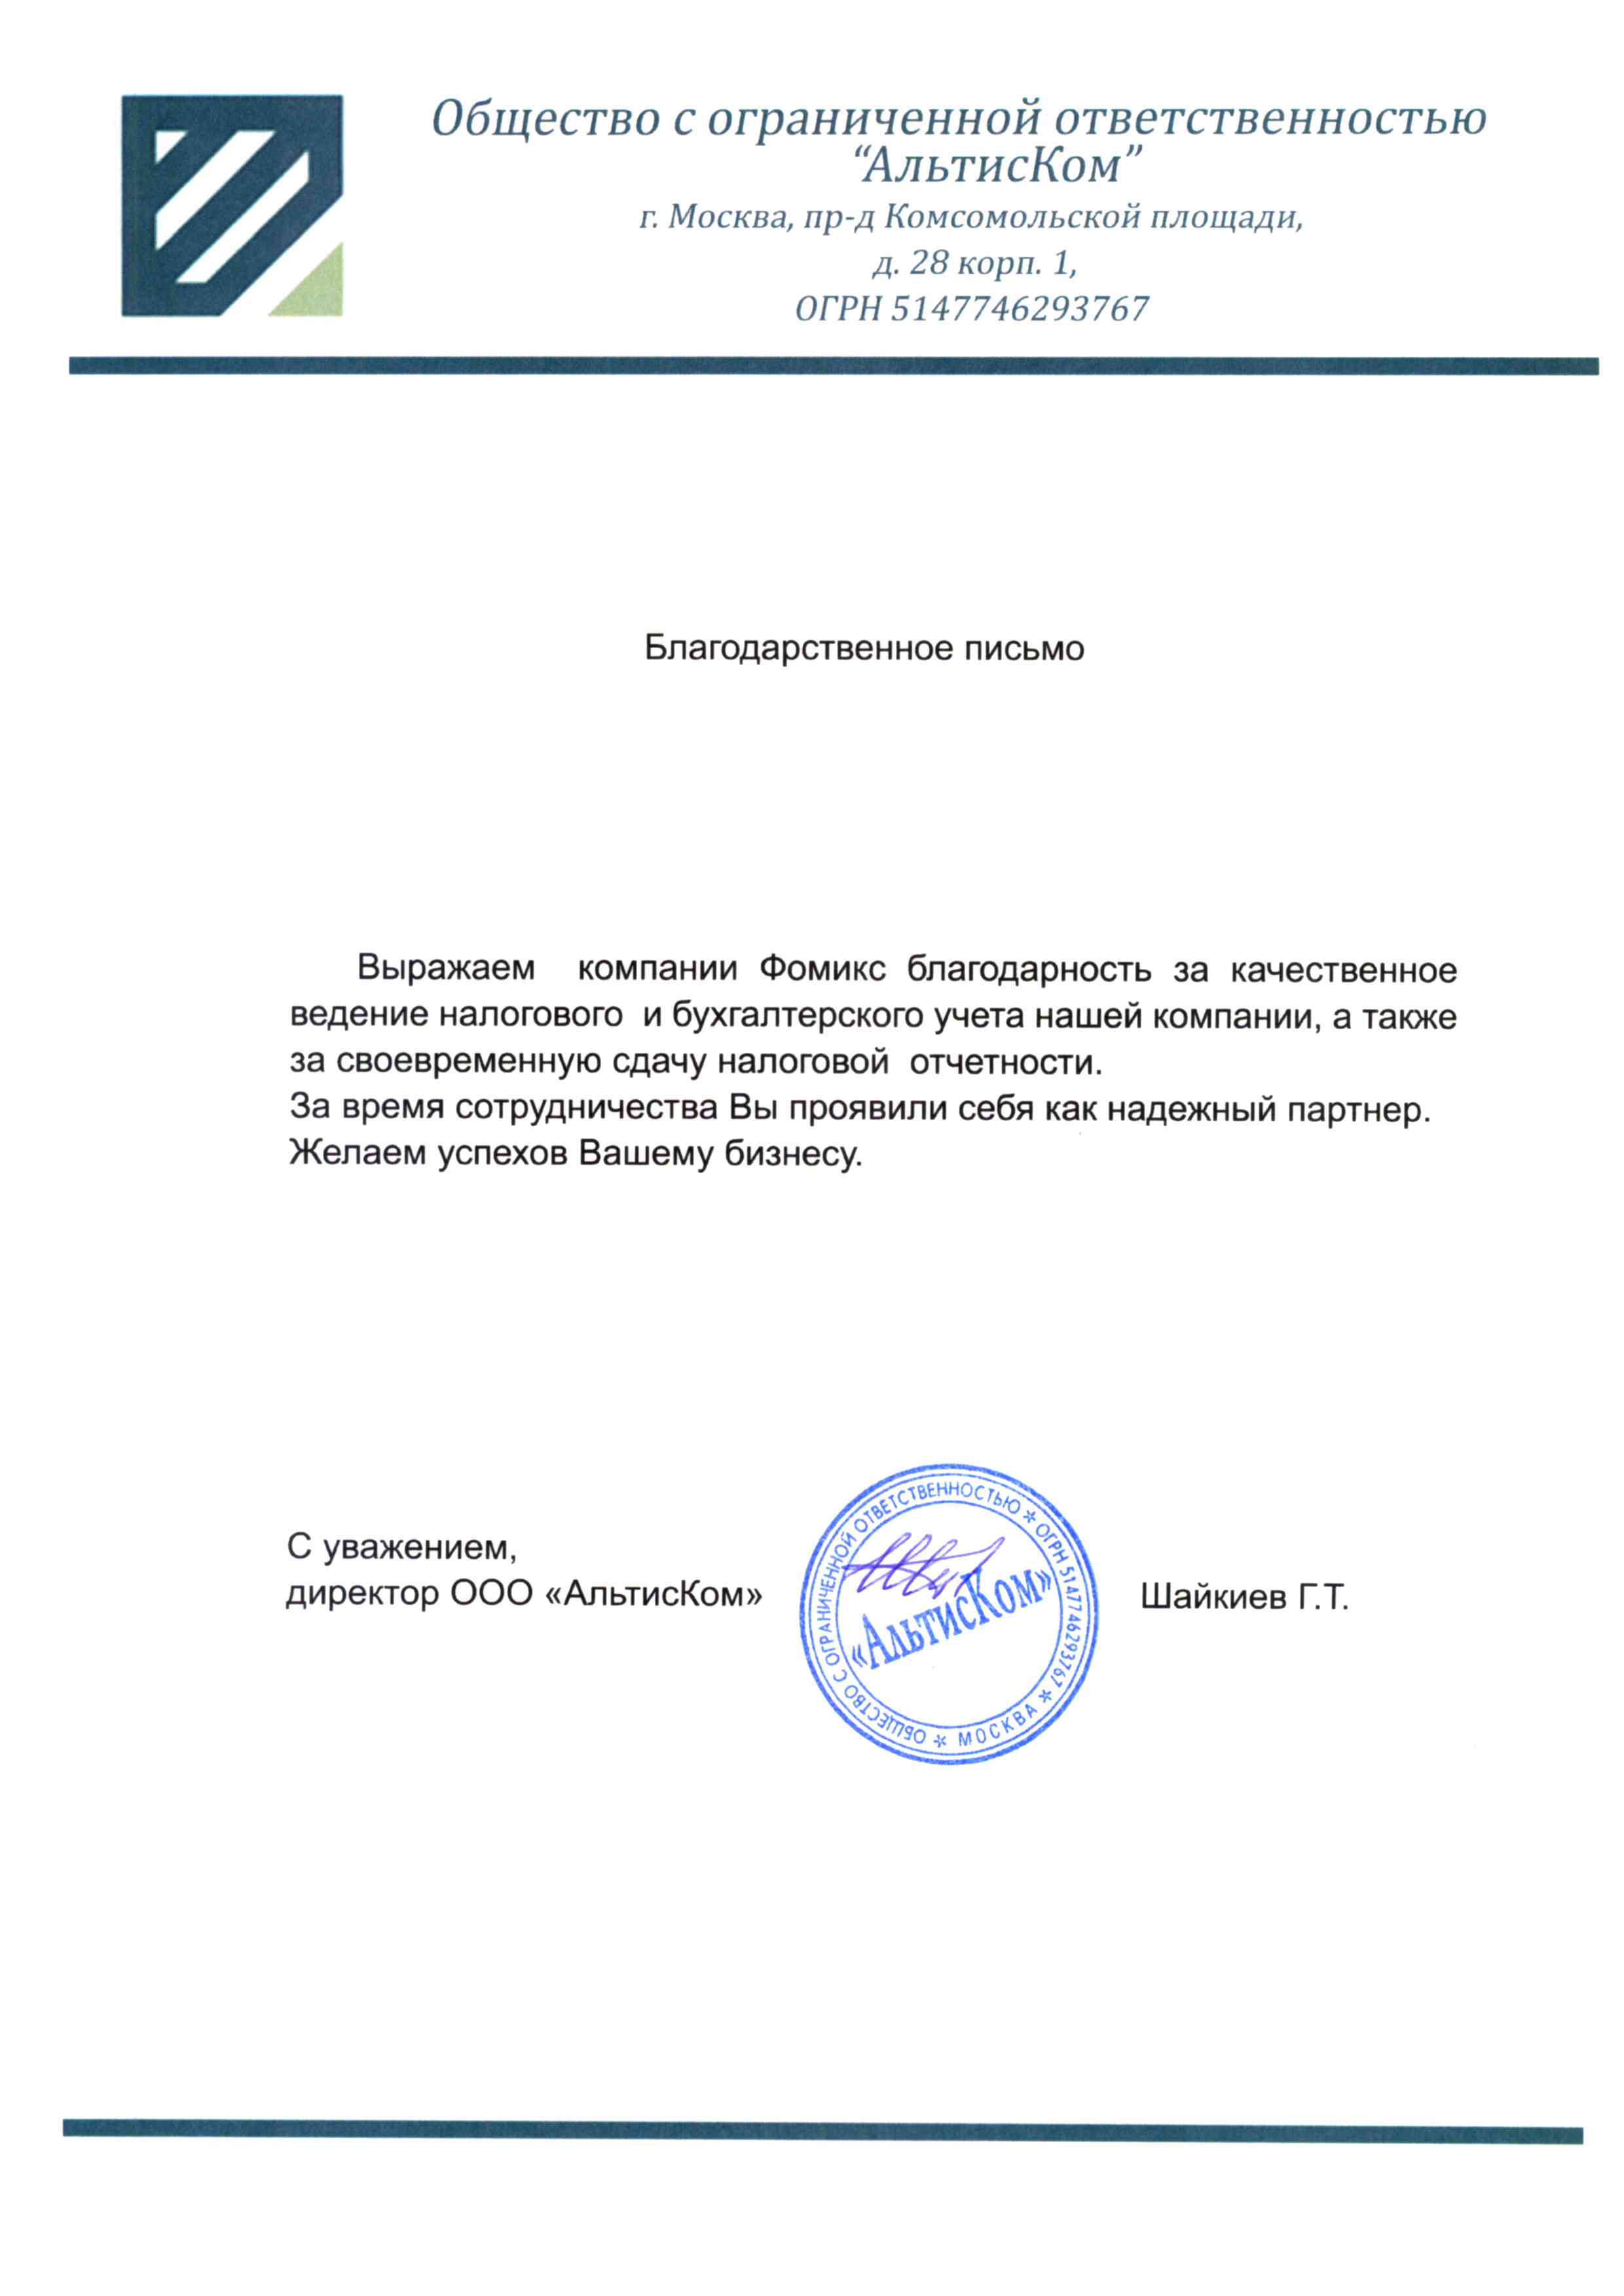 Общество с ограниченной ответственностью
“АльтисКом”
г. Москва, пр-д Комсомольской площади,
д. 28 корп. 1,
ОГРН 5147746293767
Благодарственное письмо
Выражаем компании Фомикс благодарность за качественное
ведение налогового и бухгалтерского учета нашей компании, а также
за своевременную сдачу налоговой отчетности.
За время сотрудничества Вы проявили себя как надежный партнер.
Желаем успехов Вашему бизнесу.
С уважением,
директор ООО «АльтисКом»
Шайкиев Г.Т.
ОБЩЕСТВО С ОГРАНИЧЕННОЙ ОТВЕТСТВЕННОСТЬЮ * ОГРН 5147746293767 * МОСКВА *
«АльтисКом»